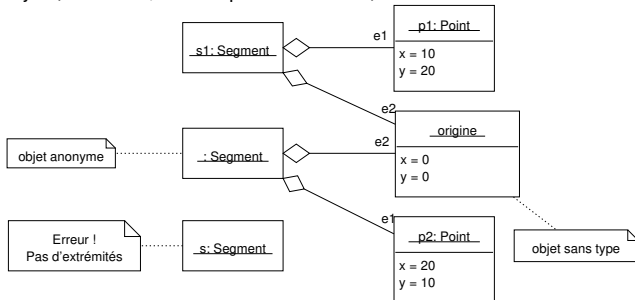 e1
p1: Point
x = 10
y = 20
s1: Segment
e2
origine
x = 0
y = 0
objet anonyme
: Segment
e2
Erreur !
Pas d'extrémités
s: Segment
e1
p2: Point
x = 20
y = 10
objet sans type